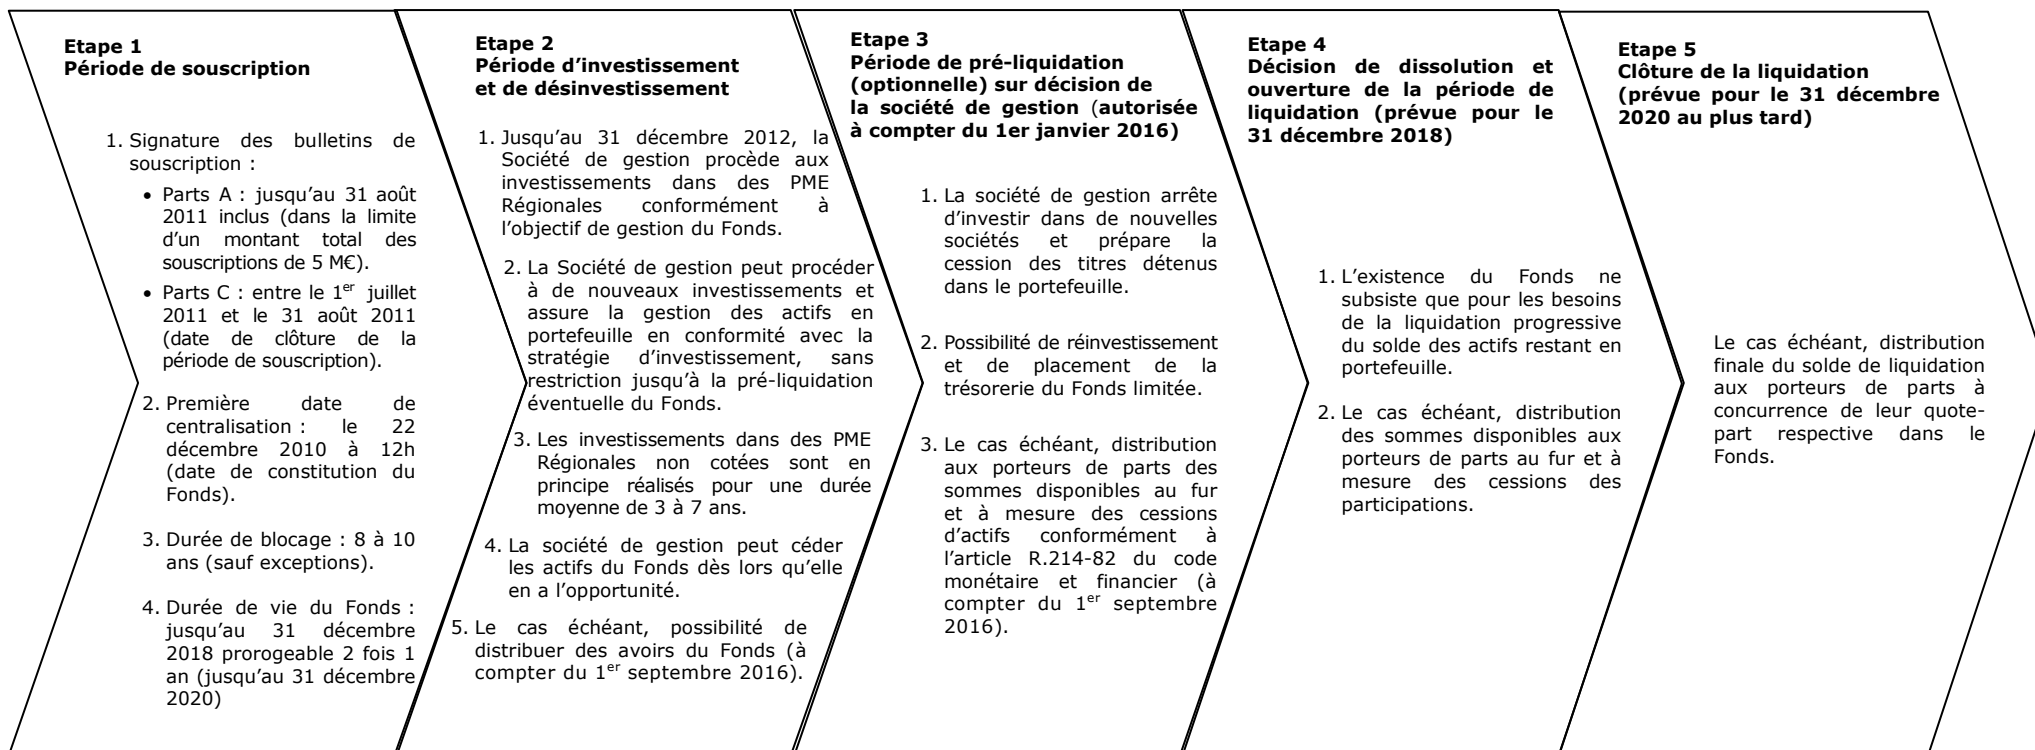 Etape 1
Période de souscription
1. Signature des bulletins de
souscription :
• Parts A : jusqu'au 31 août
2011 inclus (dans la limite
d'un montant total des
souscriptions de 5 M€).
• Parts C : entre le 1er juillet
2011 et le 31 août 2011
(date de clôture de la
période de souscription).
2. Première date de
centralisation : le 22
décembre 2010 à 12h
(date de constitution du
Fonds).
3. Durée de blocage : 8 à 10
ans (sauf exceptions).
4. Durée de vie du Fonds :
jusqu'au 31 décembre
2018 prorogeable 2 fois 1
an (jusqu'au 31 décembre
2020)
Etape 2
Période d'investissement
et de désinvestissement
1. Jusqu'au 31 décembre 2012, la
Société de gestion procède aux
investissements dans des PME
Régionales conformément à
l'objectif de gestion du Fonds.
2. La Société de gestion peut procéder
à de nouveaux investissements et
assure la gestion des actifs en
portefeuille en conformité avec la
stratégie d'investissement, sans
restriction jusqu'à la pré-liquidation
éventuelle du Fonds.
3. Les investissements dans des PME
Régionales non cotées sont en
principe réalisés pour une durée
moyenne de 3 à 7 ans.
4. La société de gestion peut céder
les actifs du Fonds dès lors qu'elle
en a l'opportunité.
5. Le cas échéant, possibilité de
distribuer des avoirs du Fonds (à
compter du 1er septembre 2016).
Etape 3
Période de pré-liquidation
(optionnelle) sur décision de
la société de gestion (autorisée
à compter du 1er janvier 2016)
1. La société de gestion arrête
d'investir dans de nouvelles
sociétés et prépare la
cession des titres détenus
dans le portefeuille.
2. Possibilité de réinvestissement
et de placement de la
trésorerie du Fonds limitée.
3. Le cas échéant, distribution
aux porteurs de parts des
sommes disponibles au fur
et à mesure des cessions
d'actifs conformément à
l'article R.214-82 du code
monétaire et financier (à
compter du 1er septembre
2016).
Etape 4
Décision de dissolution et
ouverture de la période de
liquidation (prévue pour le
31 décembre 2018)
1. L'existence du Fonds ne
subsiste que pour les besoins
de la liquidation progressive
du solde des actifs restant en
portefeuille.
2. Le cas échéant, distribution
des sommes disponibles aux
porteurs de parts au fur et à
mesure des cessions des
participations.
Etape 5
Clôture de la liquidation
(prévue pour le 31 décembre
2020 au plus tard)
Le cas échéant, distribution
finale du solde de liquidation
aux porteurs de parts à
concurrence de leur quote-
part respective dans le
Fonds.